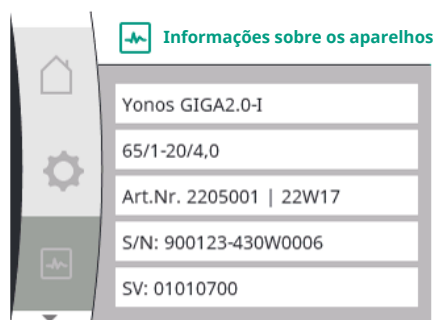 Informações sobre os aparelhos
Yonos GIGA2.0-I
65/1-20/4,0
Art.Nr. 2205001 | 22W17
S/N: 900123-430W0006
SV: 01010700